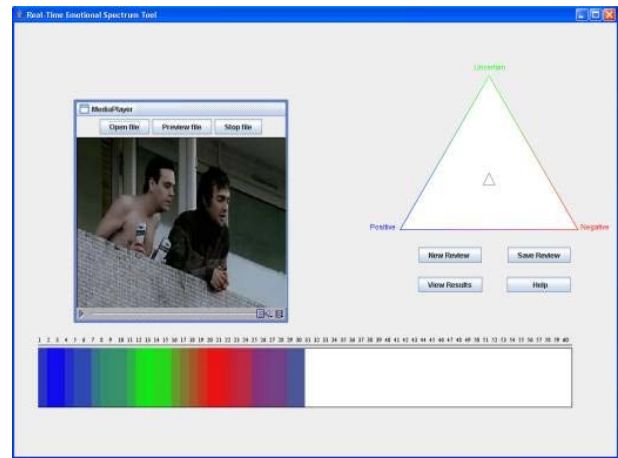 Real-Time Emotional Spectrum Tool
Uncertain
MediaPlayer
Open file Preview file Stop file
Positive Negative
New Review Save Review
View Results Help
1 2 3 4 5 6 7 8 9 10 11 12 13 14 15 16 17 18 19 20 21 22 23 24 25 26 27 28 29 30 31 32 33 34 35 36 37 38 39 40 41 42 43 44 45 46 47 48 49 50 51 52 53 54 55 56 57 58 59 60